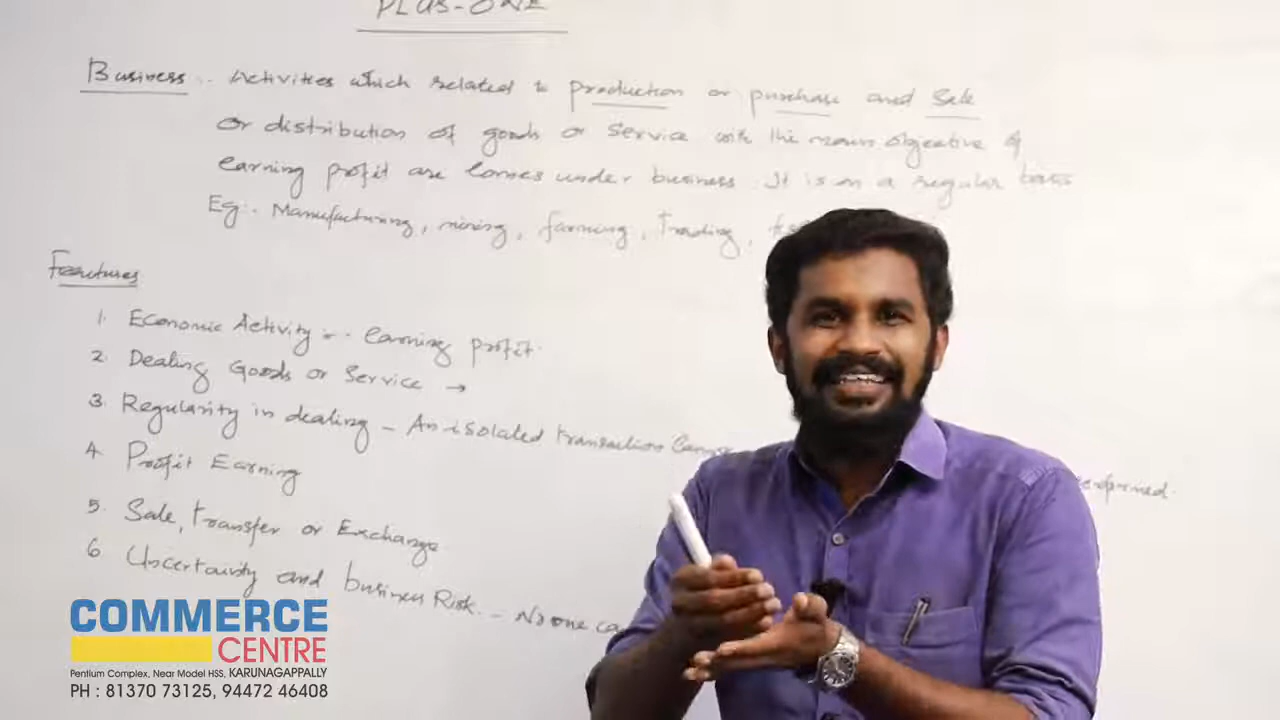 PLUS-ONE
Business :- Activities which related to production or purchase and Sale
or distribution of goods or service with the main objective of
earning profit are comes under business. It is on a regular basis
Eg:- Manufacturing, mining, farming, Trading,
Features
1. Economic Activity :- earning profit.
2. Dealing Goods or Service →
3. Regularity in dealing - An isolated transaction
4. Profit Earning
5. Sale, transfer or Exchange
6 Uncertainity and business Risk. - No one ca
COMMERCE
CENTRE
Pentium Complex, Near Model HSS, KARUNAGAPPALLY
PH : 81370 73125, 94472 46408